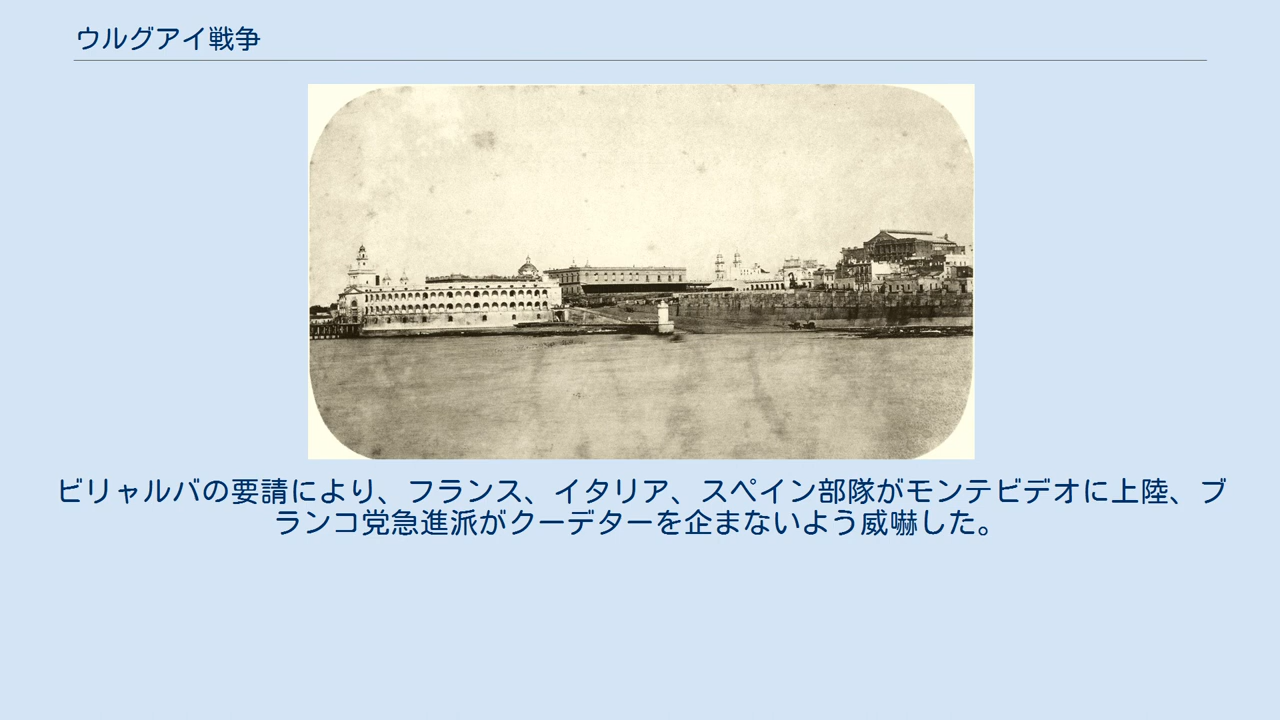 ウルグアイ戦争
ビリャルバの要請により、フランス、イタリア、スペイン部隊がモンテビデオに上陸、ブ
ランコ党急進派がクーデターを企まないよう威嚇した。